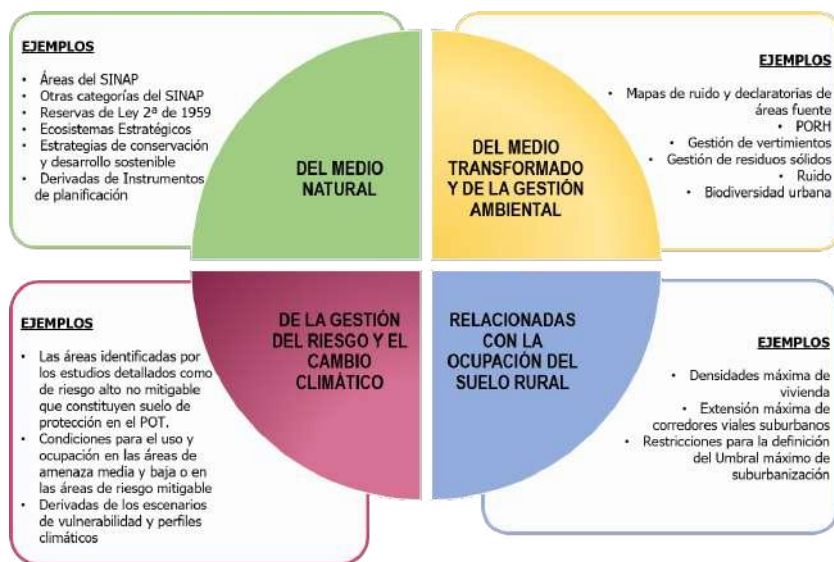 EJEMPLOS
• Áreas del SINAP
• Otras categorías del SINAP
• Reservas de Ley 2ª de 1959
• Ecosistemas Estratégicos
• Estrategias de conservación
y desarrollo sostenible
• Derivadas de Instrumentos
de planificación
DEL MEDIO
NATURAL
DEL MEDIO
TRANSFORMADO
Y DE LA GESTIÓN
AMBIENTAL
EJEMPLOS
• Mapas de ruido y declaratorias de
áreas fuente
• PORH
• Gestión de vertimientos
• Gestión de residuos sólidos
• Ruido
• Biodiversidad urbana
EJEMPLOS
• Las áreas identificadas por
los estudios detallados como
de riesgo alto no mitigable
que constituyen suelo de
protección en el POT.
• Condiciones para el uso y
ocupación en las áreas de
amenaza media y baja o en
las áreas de riesgo mitigable
• Derivadas de los escenarios
de vulnerabilidad y perfiles
climáticos
DE LA GESTIÓN
DEL RIESGO Y EL
CAMBIO
CLIMÁTICO
RELACIONADAS
CON LA
OCUPACIÓN DEL
SUELO RURAL
EJEMPLOS
• Densidades máxima de
vivienda
• Extensión máxima de
corredores viales suburbanos
• Restricciones para la definición
del Umbral máximo de
suburbanización